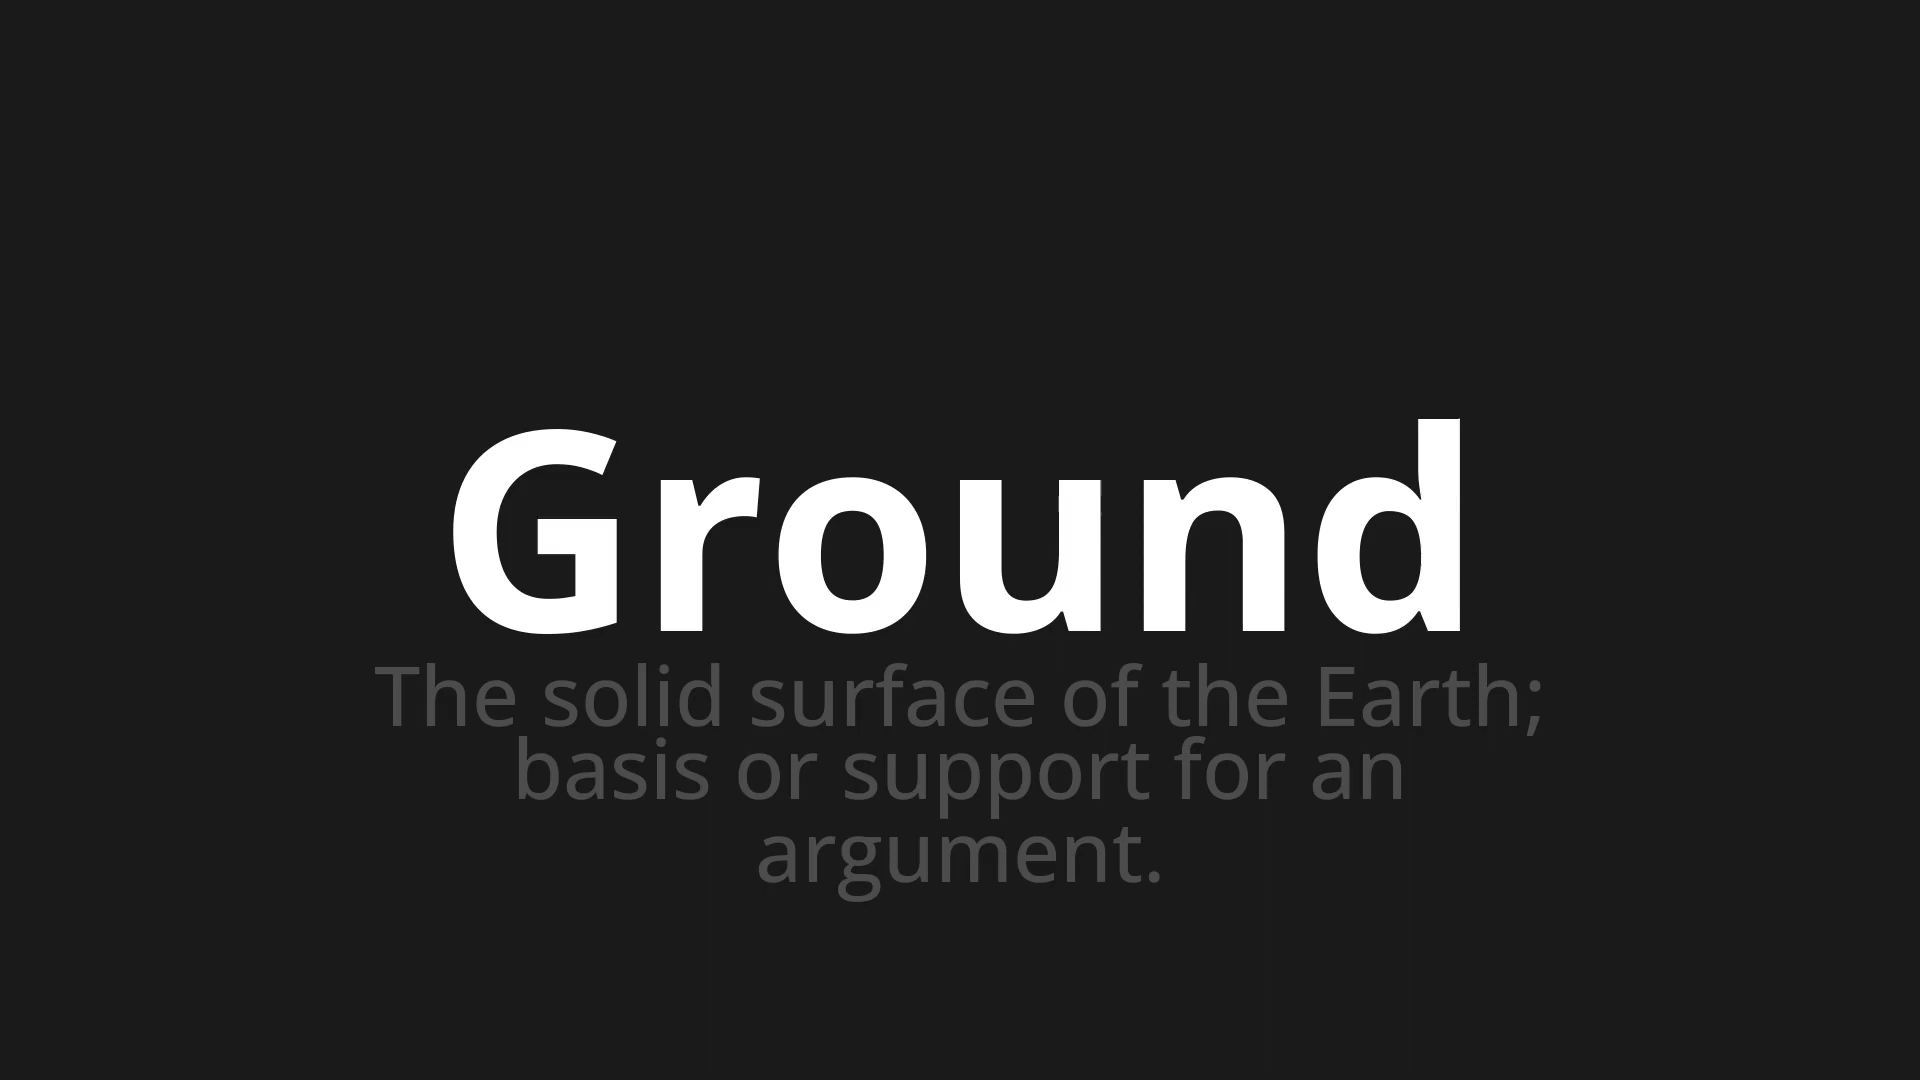 Ground
The solid surface of the Earth;
basis or support for an
argument.